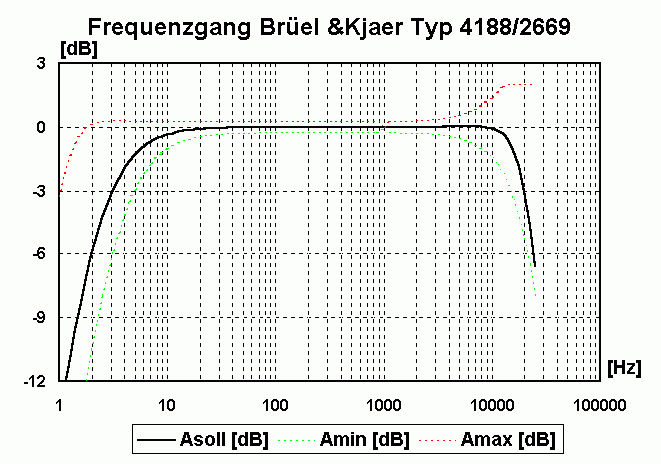 Frequenzgang Brüel &Kjaer Typ 4188/2669
[dB]
3
0
-3
-6
-9
-12
[Hz]
1 10 100 1000 10000 100000
Asoll [dB] Amin [dB] Amax [dB]